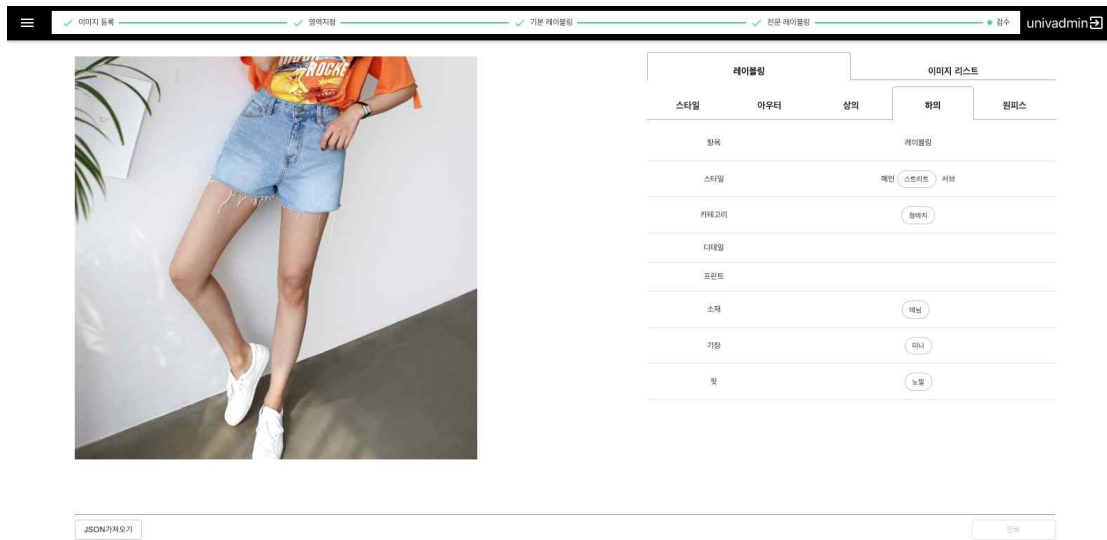 이미지 등록 영역지정 기본 레이블링 전문 레이블링 검수 univadmin
ROCKE
레이블링 이미지 리스트
스타일 아우터 상의 하의 원피스
항목 레이블링
스타일 메인 스트리트 서브
카테고리 청바지
디테일
프린트
소재 데님
기장 미니
핏 노멀
JSON가져오기 완료